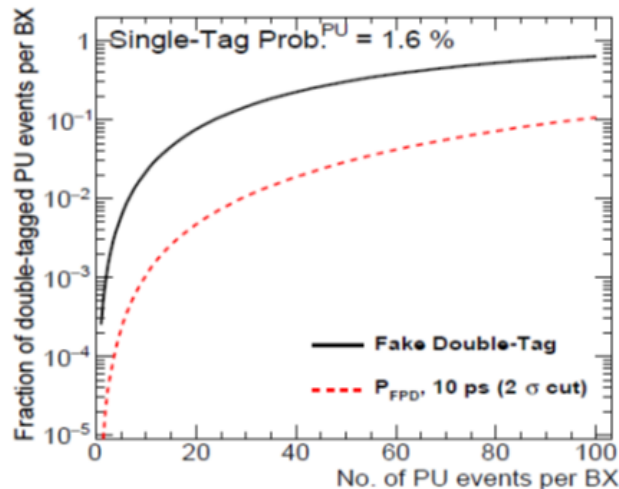 Fraction of double-tagged PU events per BX
Single-Tag Prob.^PU = 1.6 %
1
10⁻¹
10⁻²
10⁻³
10⁻⁴
10⁻⁵
Fake Double-Tag
P_FPD, 10 ps (2 σ cut)
0 20 40 60 80 100
No. of PU events per BX